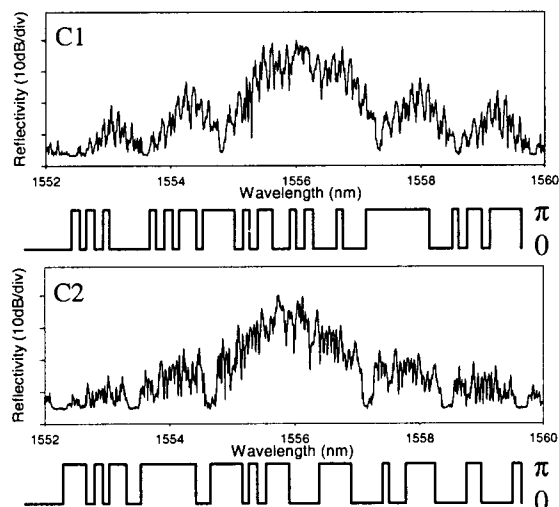 C1
Reflectivity (10dB/div)
1552 1554 1556 1558 1560
Wavelength (nm)
π
0
C2
Reflectivity (10dB/div)
1552 1554 1556 1558 1560
Wavelength (nm)
π
0